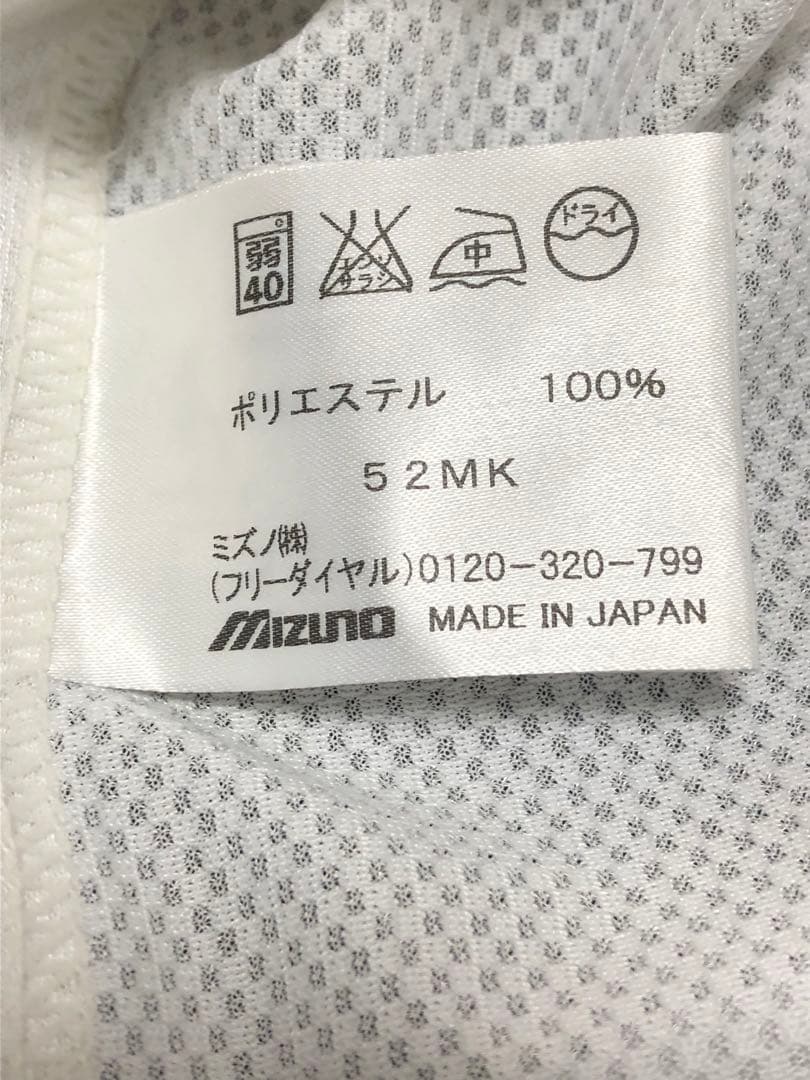 弱 40 エンソ サラシ 中 ドライ
ポリエステル 100%
52MK
ミズノ㈱
(フリーダイヤル)0120-320-799
MIZUNO MADE IN JAPAN